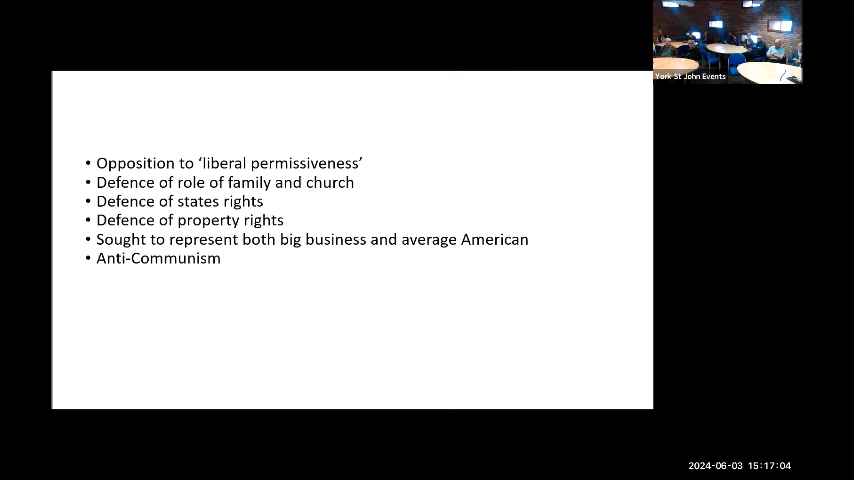 York St John Events
• Opposition to ‘liberal permissiveness’
• Defence of role of family and church
• Defence of states rights
• Defence of property rights
• Sought to represent both big business and average American
• Anti-Communism
2024-06-03 15:17:04